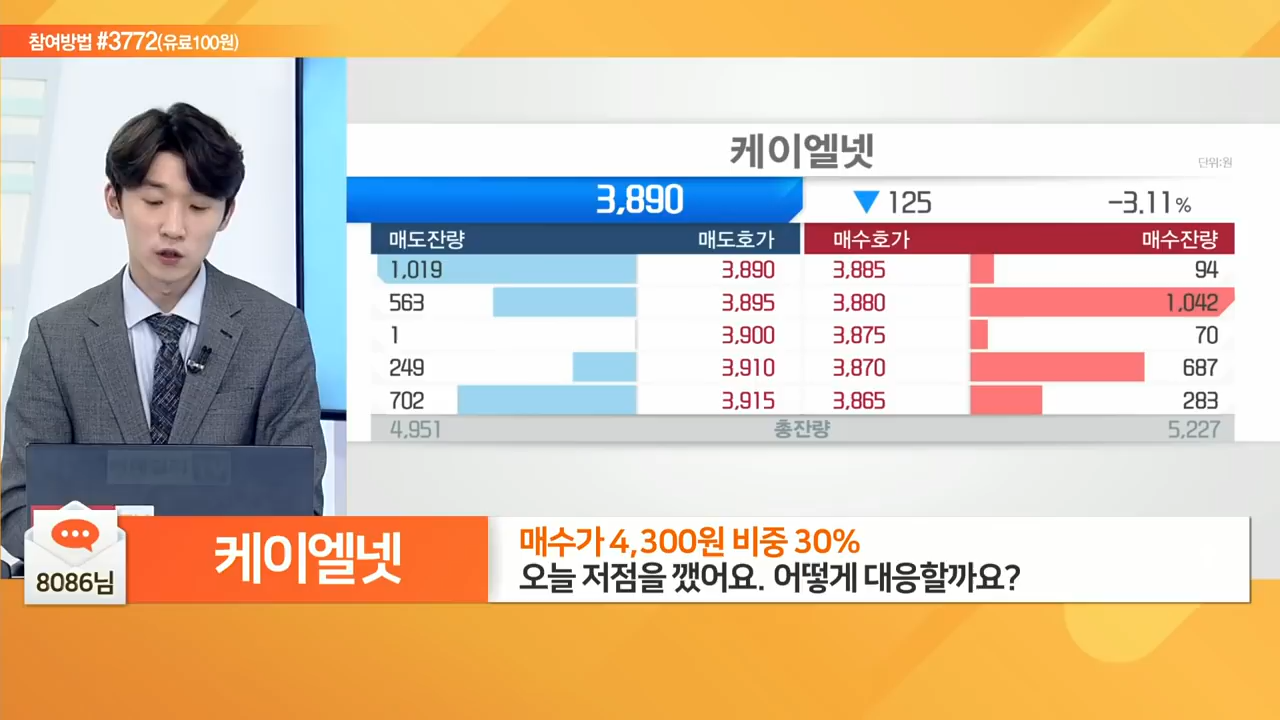 참여방법 #3772(유료100원)
케이엘넷
단위:원
3,890 ▼ 125 -3.11%
매도잔량 매도호가 매수호가 매수잔량
1,019 3,890 3,885 94
563 3,895 3,880 1,042
1 3,900 3,875 70
249 3,910 3,870 687
702 3,915 3,865 283
4,951 총잔량 5,227
8086님
케이엘넷
매수가 4,300원 비중 30%
오늘 저점을 깼어요. 어떻게 대응할까요?